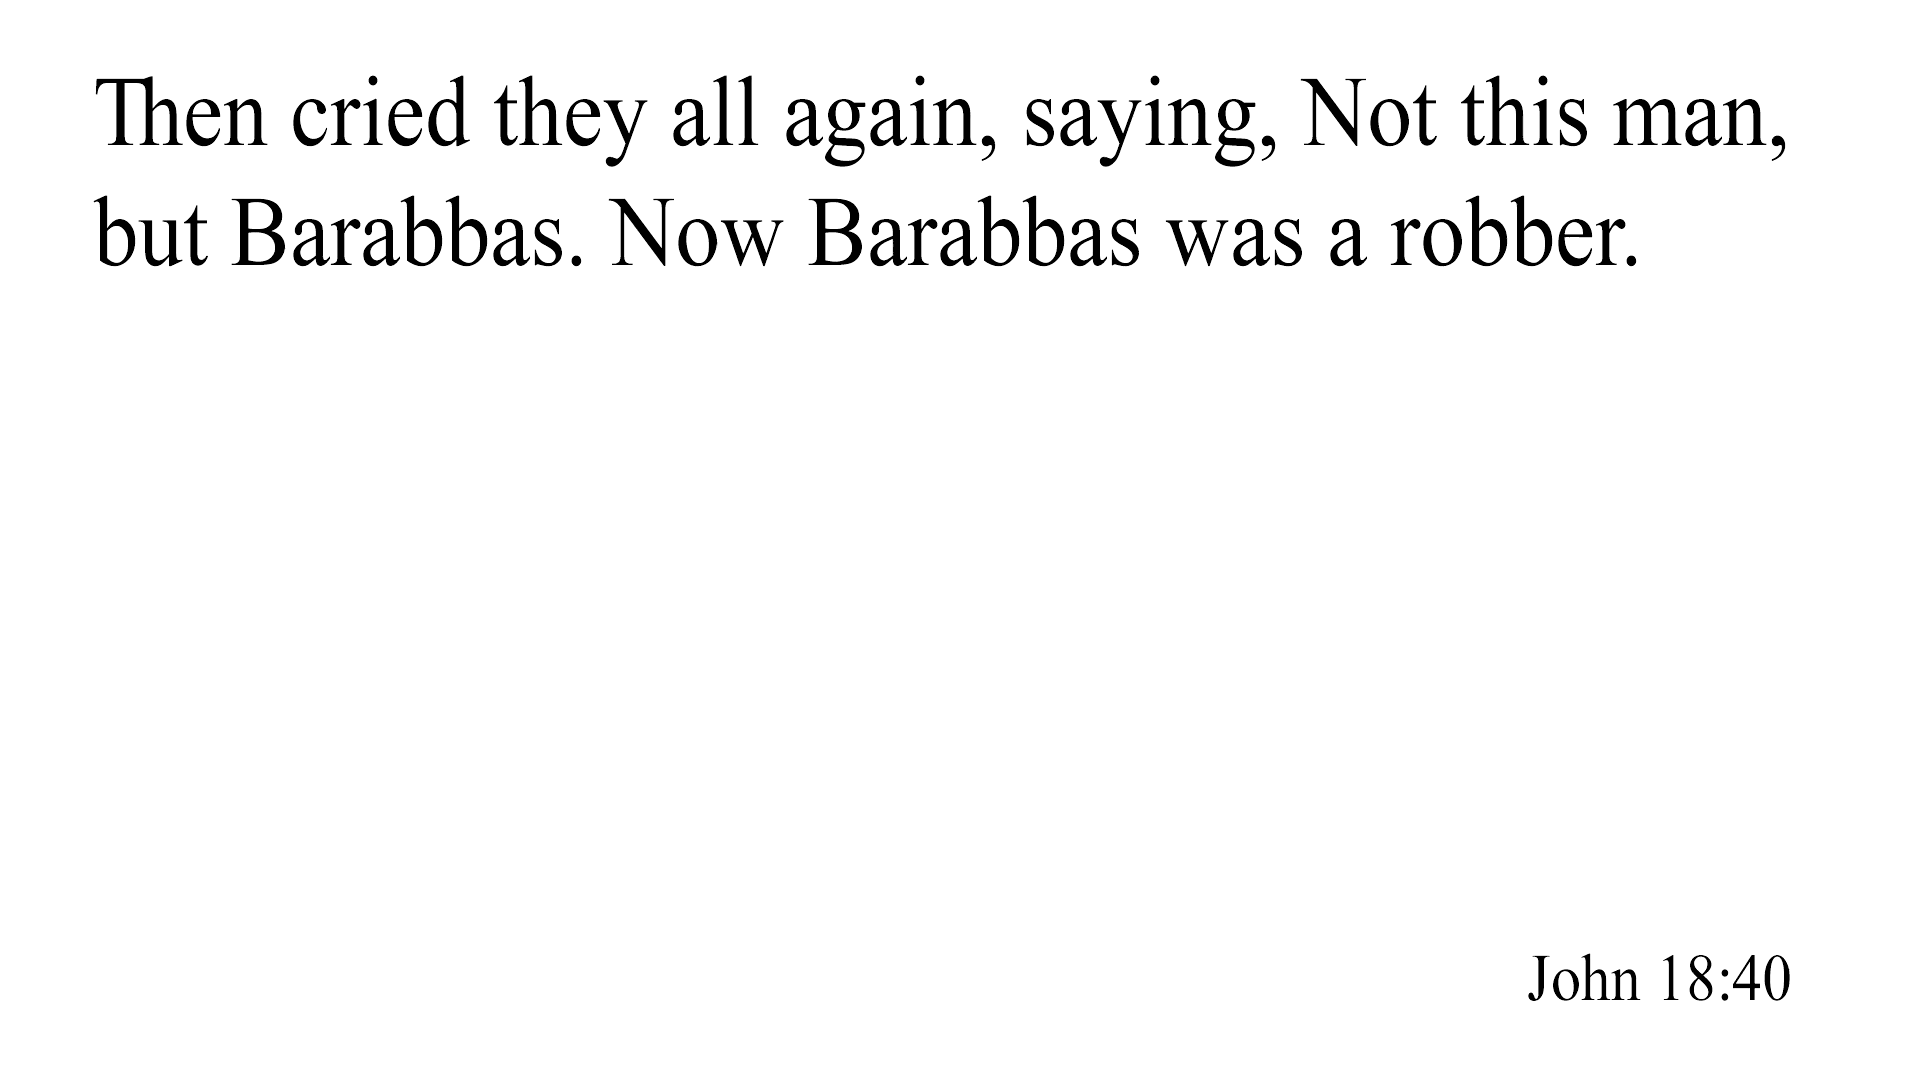 Then cried they all again, saying, Not this man,
but Barabbas. Now Barabbas was a robber.
John 18:40